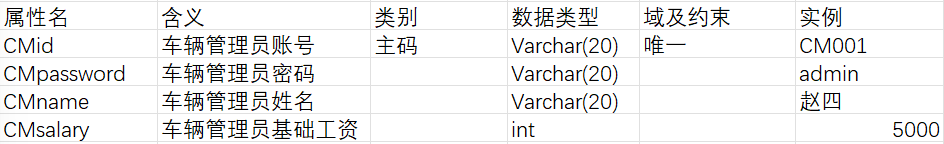 属性名 含义 类别 数据类型 域及约束 实例
CMid 车辆管理员账号 主码 Varchar(20) 唯一 CM001
CMpassword 车辆管理员密码 Varchar(20) admin
CMname 车辆管理员姓名 Varchar(20) 赵四
CMsalary 车辆管理员基础工资 int 5000